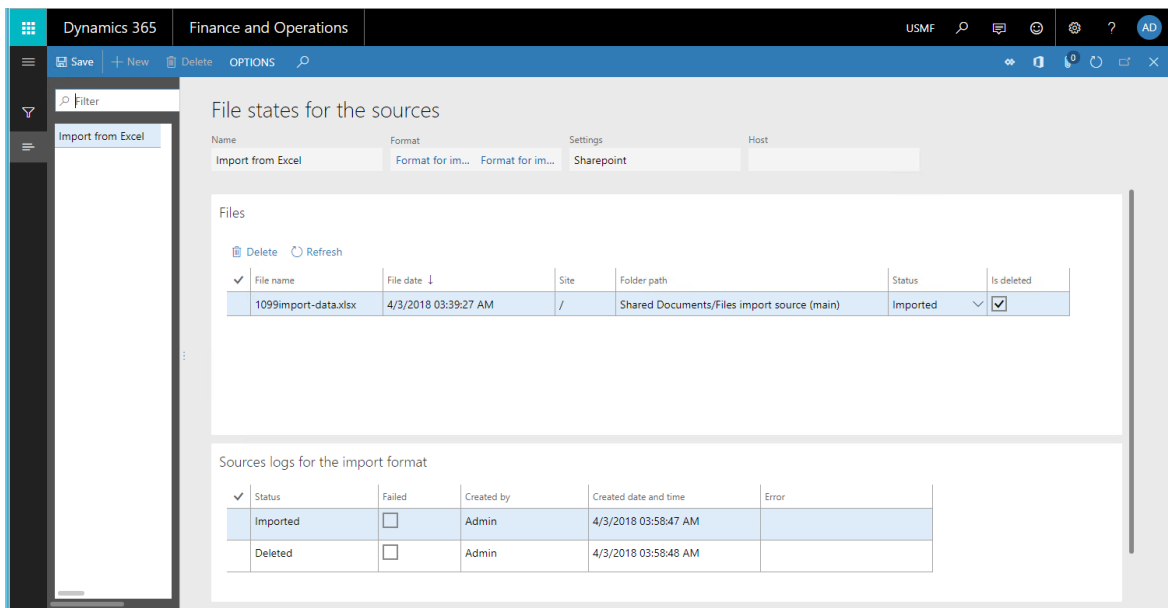 Dynamics 365 Finance and Operations USMF ? AD
Save New Delete OPTIONS 0
Filter
Import from Excel
File states for the sources
Name Format Settings Host
Import from Excel Format for im... Format for im... Sharepoint
Files
Delete Refresh
File name File date Site Folder path Status Is deleted
1099import-data.xlsx 4/3/2018 03:39:27 AM / Shared Documents/Files import source (main) Imported
Sources logs for the import format
Status Failed Created by Created date and time Error
Imported Admin 4/3/2018 03:58:47 AM
Deleted Admin 4/3/2018 03:58:48 AM